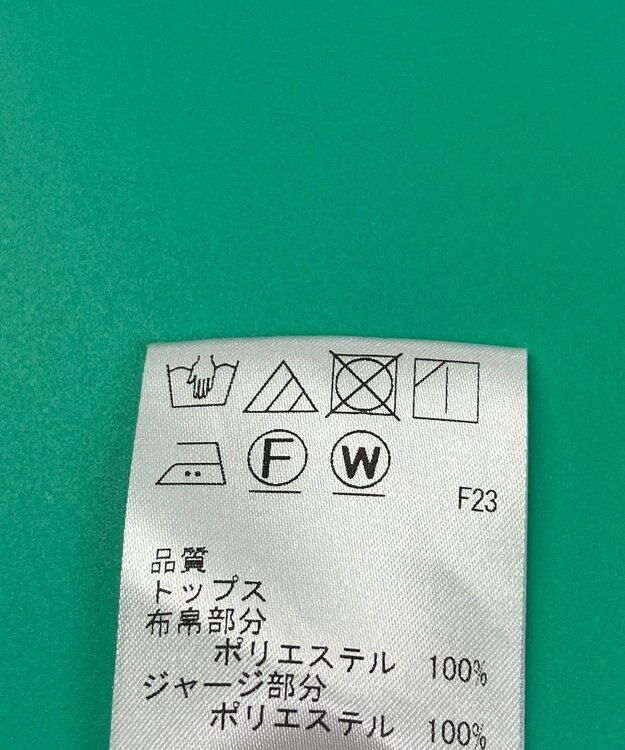 F W
F23
品質
トップス
布帛部分
ポリエステル 100%
ジャージ部分
ポリエステル 100%